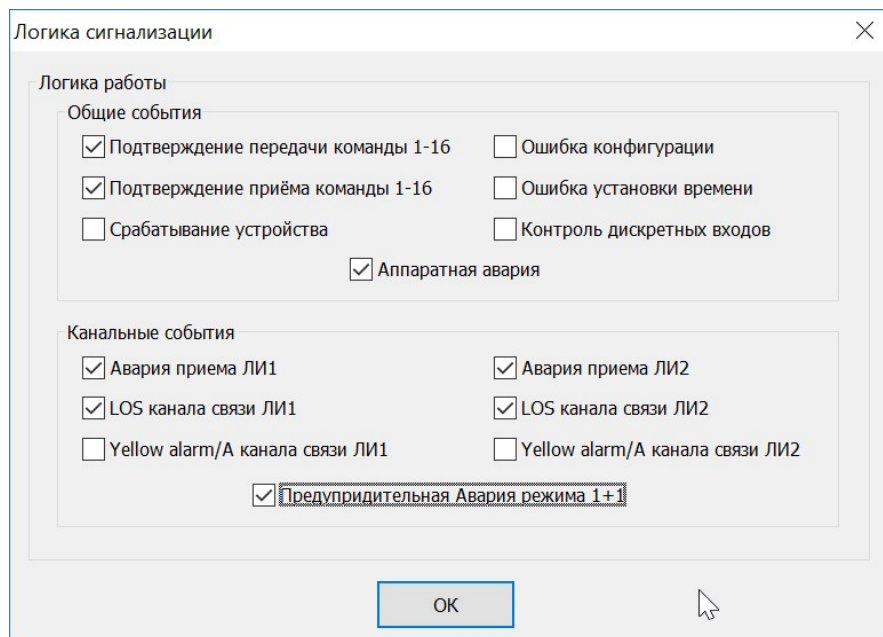 Логика сигнализации
Логика работы
Общие события
Подтверждение передачи команды 1-16
Ошибка конфигурации
Подтверждение приёма команды 1-16
Ошибка установки времени
Срабатывание устройства
Контроль дискретных входов
Аппаратная авария
Канальные события
Авария приема ЛИ1
Авария приема ЛИ2
LOS канала связи ЛИ1
LOS канала связи ЛИ2
Yellow alarm/A канала связи ЛИ1
Yellow alarm/A канала связи ЛИ2
Предупридительная Авария режима 1+1
OK